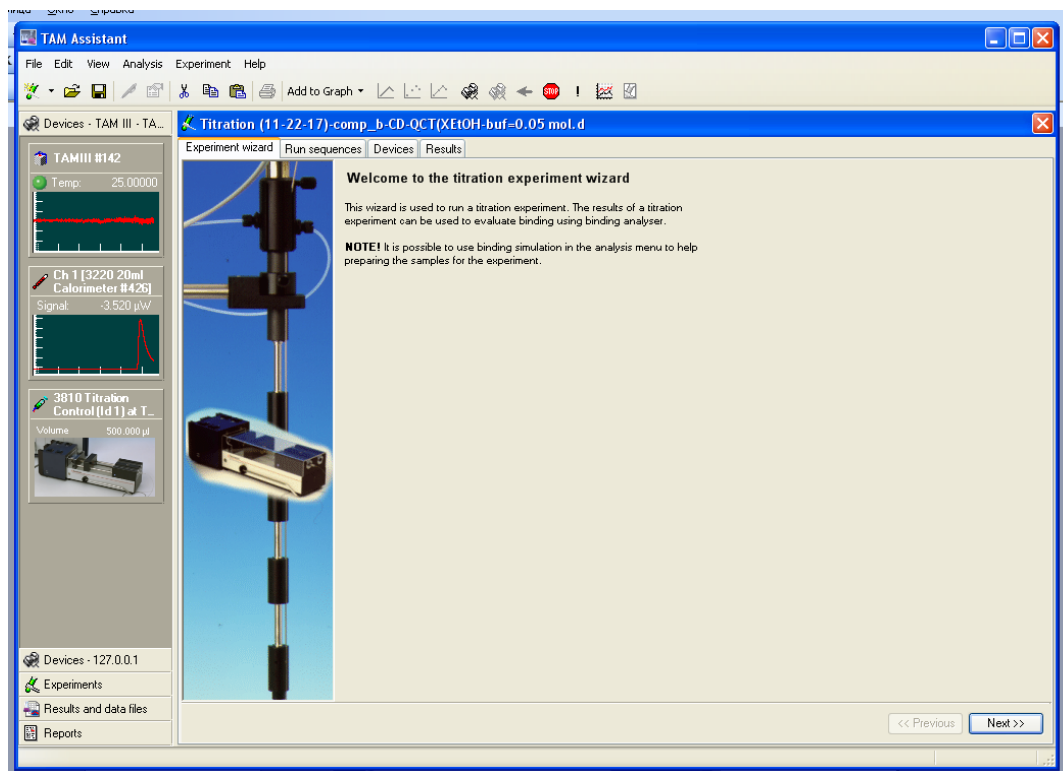 Окно Справка
TAM Assistant
File Edit View Analysis Experiment Help
Add to Graph
STOP
Devices - TAM III - TA...
Titration (11-22-17)-comp_b-CD-QCT(XEtOH-buf=0.05 mol.d
Experiment wizard Run sequences Devices Results
TAMIII #142
Temp: 25.00000
Ch 1 [3220 20ml
Calorimeter #426]
Signal: -3.520 µW
3810 Titration
Control (Id 1) at T...
Volume 500.000 µl
Welcome to the titration experiment wizard
This wizard is used to run a titration experiment. The results of a titration
experiment can be used to evaluate binding using binding analyser.
NOTE! It is possible to use binding simulation in the analysis menu to help
preparing the samples for the experiment.
Devices - 127.0.0.1
Experiments
Results and data files
Reports
<< Previous Next >>